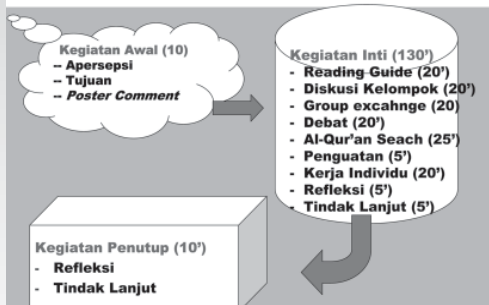 Kegiatan Awal (10)
-- Apersepsi
-- Tujuan
-- Poster Comment
Kegiatan Inti (130’)
- Reading Guide (20’)
- Diskusi Kelompok (20’)
- Group excahnge (20)
- Debat (20’)
- Al-Qur’an Seach (25’)
- Penguatan (5’)
- Kerja Individu (20’)
- Refleksi (5’)
- Tindak Lanjut (5’)
Kegiatan Penutup (10’)
- Refleksi
- Tindak Lanjut